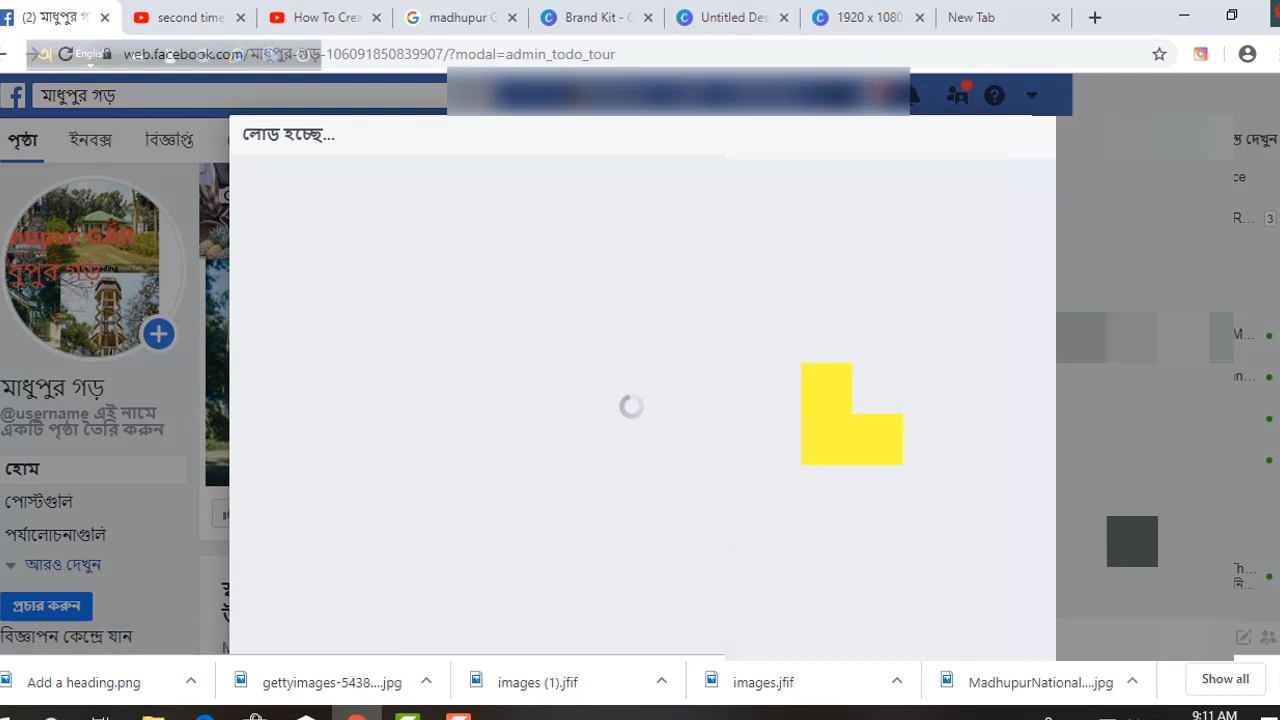 (2) মাধুপুর গ
second time
How To Crea
madhupur G
Brand Kit - C
Untitled Des
1920 x 1080
New Tab
web.facebook.com/মাধুপুর-গড়-106091850839907/?modal=admin_todo_tour
মাধুপুর গড়
পৃষ্ঠা
ইনবক্স
বিজ্ঞপ্তি
লোড হচ্ছে...
দেখুন
3
মাধুপুর গড়
@username এই নামে
একটি পৃষ্ঠা তৈরি করুন
হোম
পোস্টগুলি
পর্যালোচনাগুলি
আরও দেখুন
প্রচার করুন
বিজ্ঞাপন কেন্দ্রে যান
Add a heading.png
gettyimages-5438....jpg
images (1).jfif
images.jfif
MadhupurNational....jpg
Show all
9:11 AM